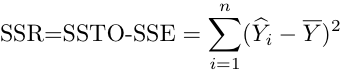 SSR=SSTO-SSE = \sum_{i=1}^{n} (\widehat{Y}_i - \overline{Y})^2